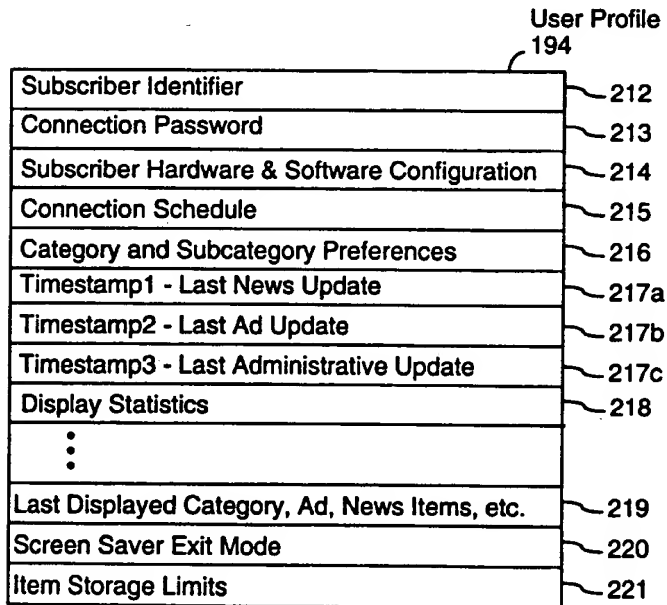 User Profile
194
Subscriber Identifier 212
Connection Password 213
Subscriber Hardware & Software Configuration 214
Connection Schedule 215
Category and Subcategory Preferences 216
Timestamp1 - Last News Update 217a
Timestamp2 - Last Ad Update 217b
Timestamp3 - Last Administrative Update 217c
Display Statistics 218
Last Displayed Category, Ad, News Items, etc. 219
Screen Saver Exit Mode 220
Item Storage Limits 221